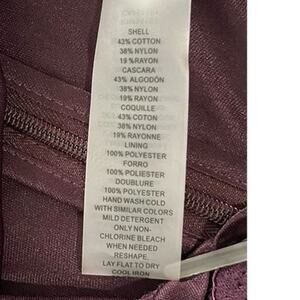 SHELL
43% COTTON
38% NYLON
19 %RAYON
CASCARA
43% ALGODÓN
38% NYLON
19% RAYON
COQUILLE
43% COTON
38% NYLON
19% RAYONNE
LINING
100% POLYESTER
FORRO
100% POLIESTER
DOUBLURE
100% POLYESTER
HAND WASH COLD
WITH SIMILAR COLORS
MILD DETERGENT
ONLY NON-
CHLORINE BLEACH
WHEN NEEDED
RESHAPE,
LAY FLAT TO DRY
COOL IRON